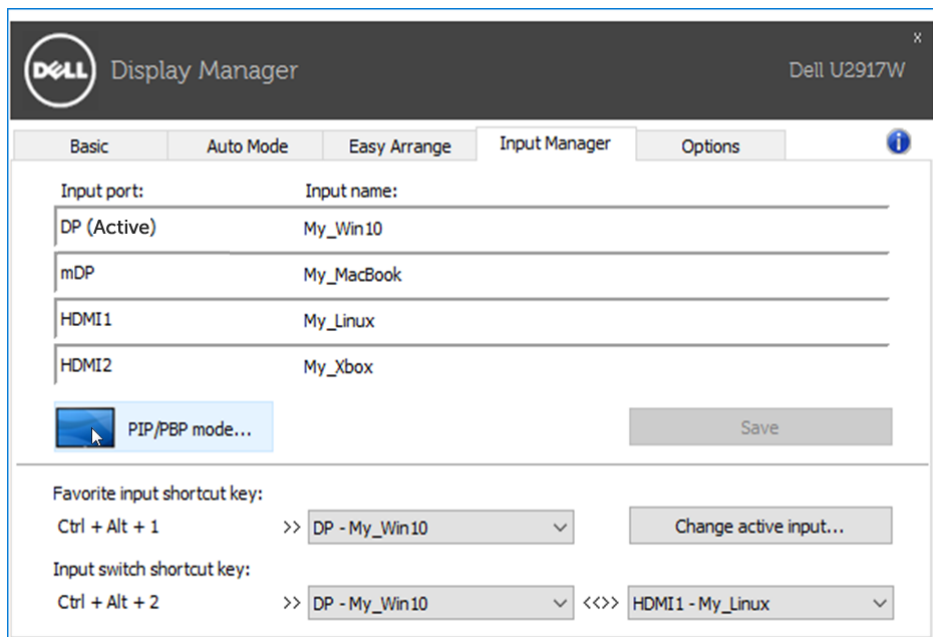 x
DELL Display Manager Dell U2917W
Basic Auto Mode Easy Arrange Input Manager Options i
Input port: Input name:
DP (Active) My_Win10
mDP My_MacBook
HDMI1 My_Linux
HDMI2 My_Xbox
PIP/PBP mode... Save
Favorite input shortcut key:
Ctrl + Alt + 1 >> DP - My_Win10 Change active input...
Input switch shortcut key:
Ctrl + Alt + 2 >> DP - My_Win10 <<>> HDMI1 - My_Linux